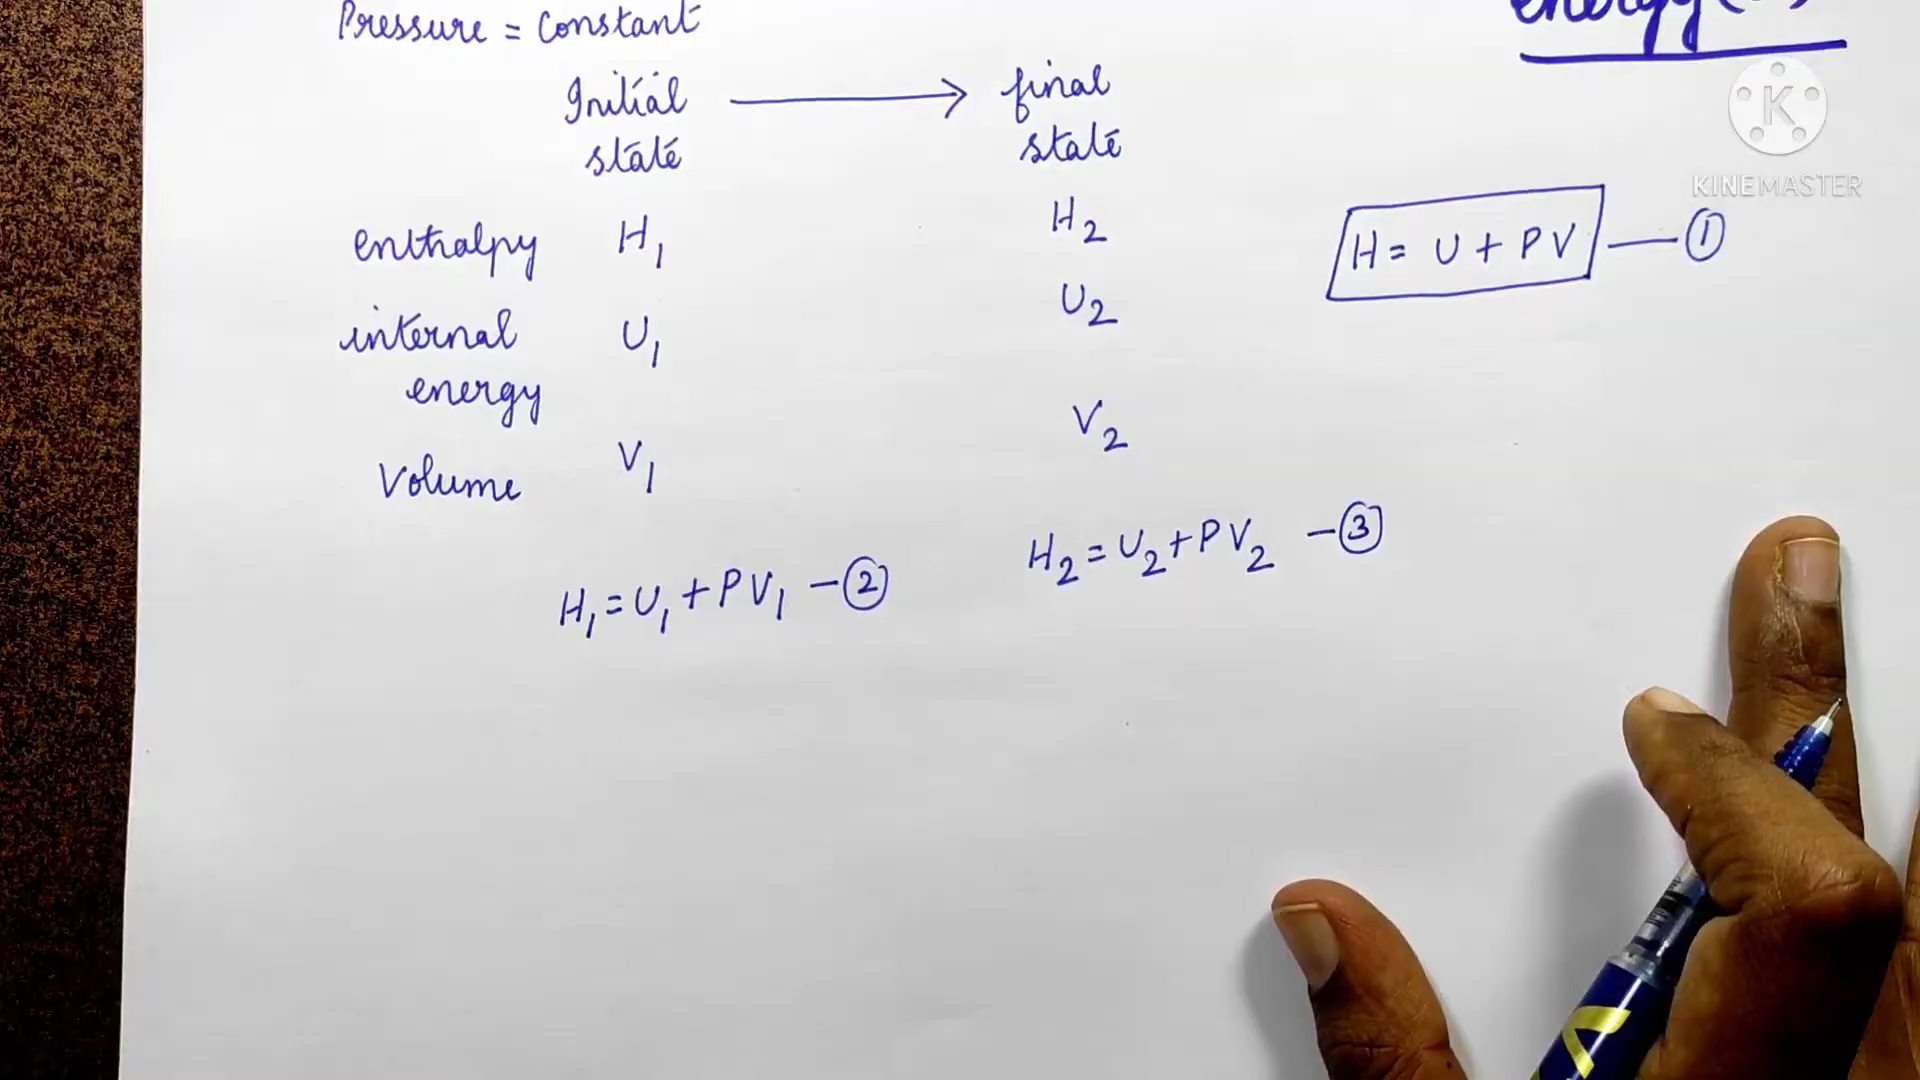 energy
Pressure = Constant
Initial → final
state state
KINEMASTER
enthalpy H₁ H₂
H = U + PV — ①
internal U₁ U₂
energy
Volume V₁ V₂
H₁ = U₁ + PV₁ – ② H₂ = U₂ + PV₂ – ③